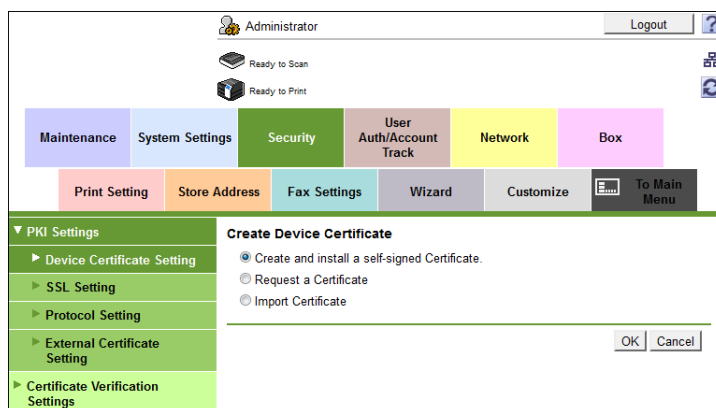 Administrator
Logout
?
Ready to Scan
Ready to Print
Maintenance
System Settings
Security
User
Auth/Account
Track
Network
Box
Print Setting
Store Address
Fax Settings
Wizard
Customize
To Main
Menu
PKI Settings
Device Certificate Setting
SSL Setting
Protocol Setting
External Certificate
Setting
Certificate Verification
Settings
Create Device Certificate
Create and install a self-signed Certificate.
Request a Certificate
Import Certificate
OK
Cancel